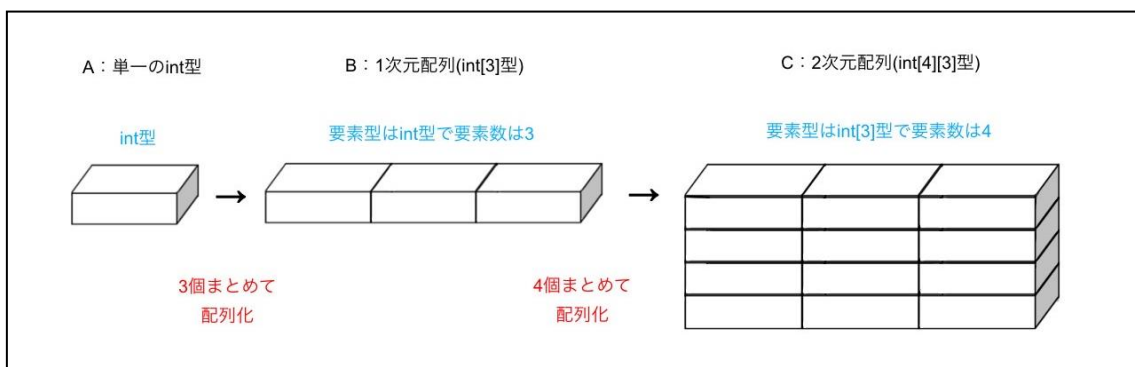 A：単一のint型
B：1次元配列(int[3]型)
C：2次元配列(int[4][3]型)
int型
要素型はint型で要素数は3
要素型はint[3]型で要素数は4
→
→
3個まとめて
配列化
4個まとめて
配列化